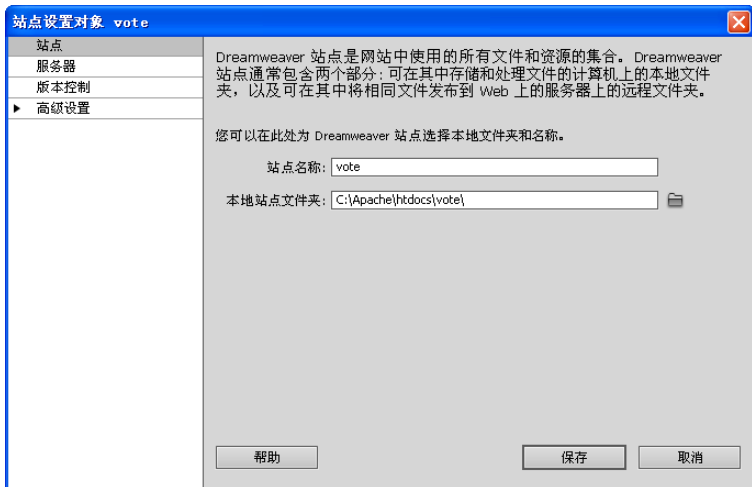 站点设置对象 vote
站点
服务器
版本控制
高级设置
Dreamweaver 站点是网站中使用的所有文件和资源的集合。Dreamweaver
站点通常包含两个部分：可在其中存储和处理文件的计算机上的本地文件
夹，以及可在其中将相同文件发布到 Web 上的服务器上的远程文件夹。
您可以在此处为 Dreamweaver 站点选择本地文件夹和名称。
站点名称: vote
本地站点文件夹: C:\Apache\htdocs\vote\
帮助 保存 取消